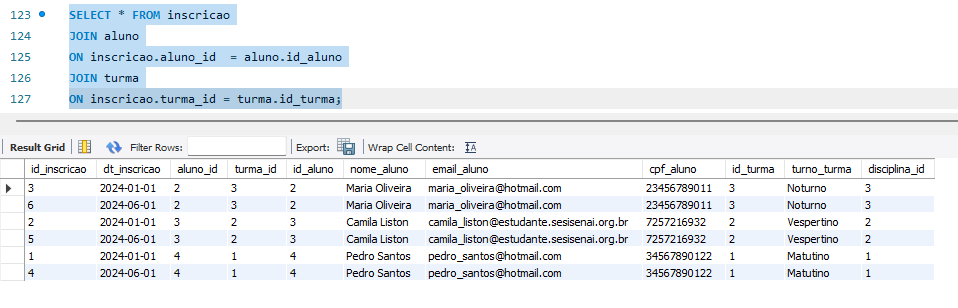 123 SELECT * FROM inscricao
124 JOIN aluno
125 ON inscricao.aluno_id  = aluno.id_aluno
126 JOIN turma
127 ON inscricao.turma_id = turma.id_turma;
Result Grid Filter Rows: Export: Wrap Cell Content: IA
id_inscricao dt_inscricao aluno_id turma_id id_aluno nome_aluno email_aluno cpf_aluno id_turma turno_turma disciplina_id
3 2024-01-01 2 3 2 Maria Oliveira maria_oliveira@hotmail.com 23456789011 3 Noturno 3
6 2024-06-01 2 3 2 Maria Oliveira maria_oliveira@hotmail.com 23456789011 3 Noturno 3
2 2024-01-01 3 2 3 Camila Liston camila_liston@estudante.sesisenai.org.br 7257216932 2 Vespertino 2
5 2024-06-01 3 2 3 Camila Liston camila_liston@estudante.sesisenai.org.br 7257216932 2 Vespertino 2
1 2024-01-01 4 1 4 Pedro Santos pedro_santos@hotmail.com 34567890122 1 Matutino 1
4 2024-06-01 4 1 4 Pedro Santos pedro_santos@hotmail.com 34567890122 1 Matutino 1